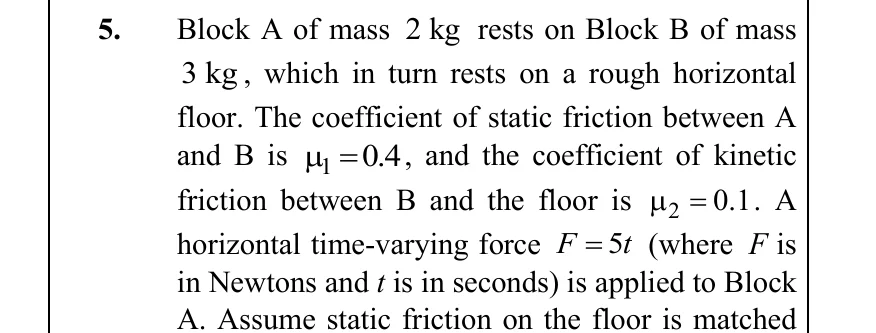 5. Block A of mass 2 kg rests on Block B of mass
3 kg, which in turn rests on a rough horizontal
floor. The coefficient of static friction between A
and B is μ₁ = 0.4, and the coefficient of kinetic
friction between B and the floor is μ₂ = 0.1. A
horizontal time-varying force F = 5t (where F is
in Newtons and t is in seconds) is applied to Block
A. Assume static friction on the floor is matched